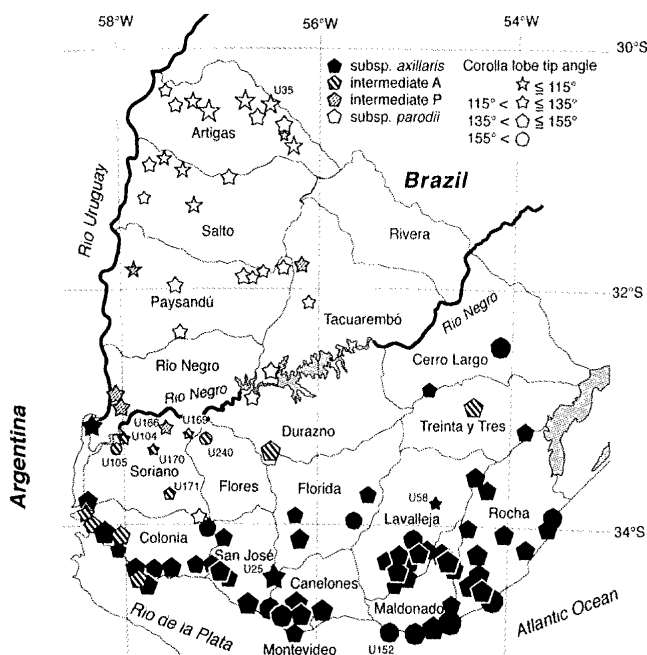 58°W 56°W 54°W
30°S
subsp. axillaris
intermediate A
intermediate P
subsp. parodii
Corolla lobe tip angle
≦ 115°
115° < ≦ 135°
135° < ≦ 155°
155° <
U35
Artigas
Brazil
Rio Uruguay
Salto
Rivera
32°S
Paysandú
Tacuarembó
Rio Negro
Cerro Largo
Río Negro
Rio Negro
Argentina
U166
U169
U104
U105
U170
U240
Soriano
U171
Durazno
Treinta y Tres
Flores
Florida
U58
Lavalleja
Rocha
34°S
Colonia
San José
U25
Canelones
Maldonado
Rio de la Plata
Montevideo
U152
Atlantic Ocean